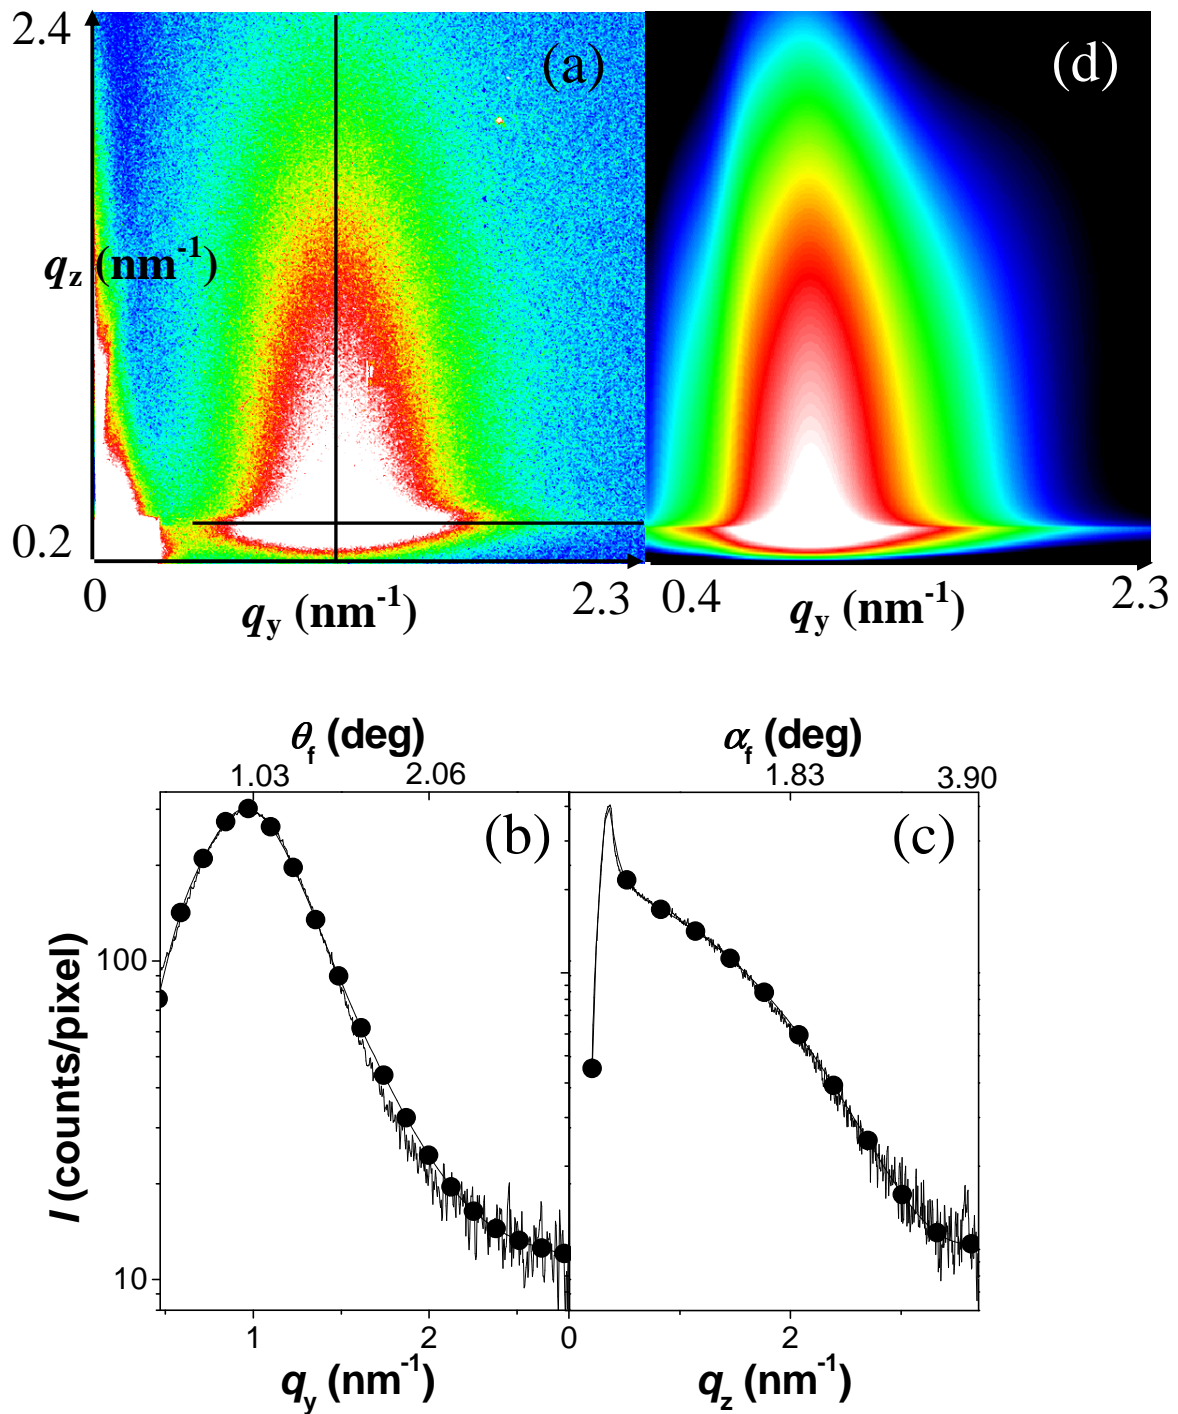 2.4
(a)
(d)
qz (nm-1)
0.2
0
qy (nm-1)
2.3
0.4
qy (nm-1)
2.3
θf (deg)
αf (deg)
1.03
2.06
1.83
3.90
(b)
(c)
I (counts/pixel)
100
10
1
2
0
2
qy (nm-1)
qz (nm-1)